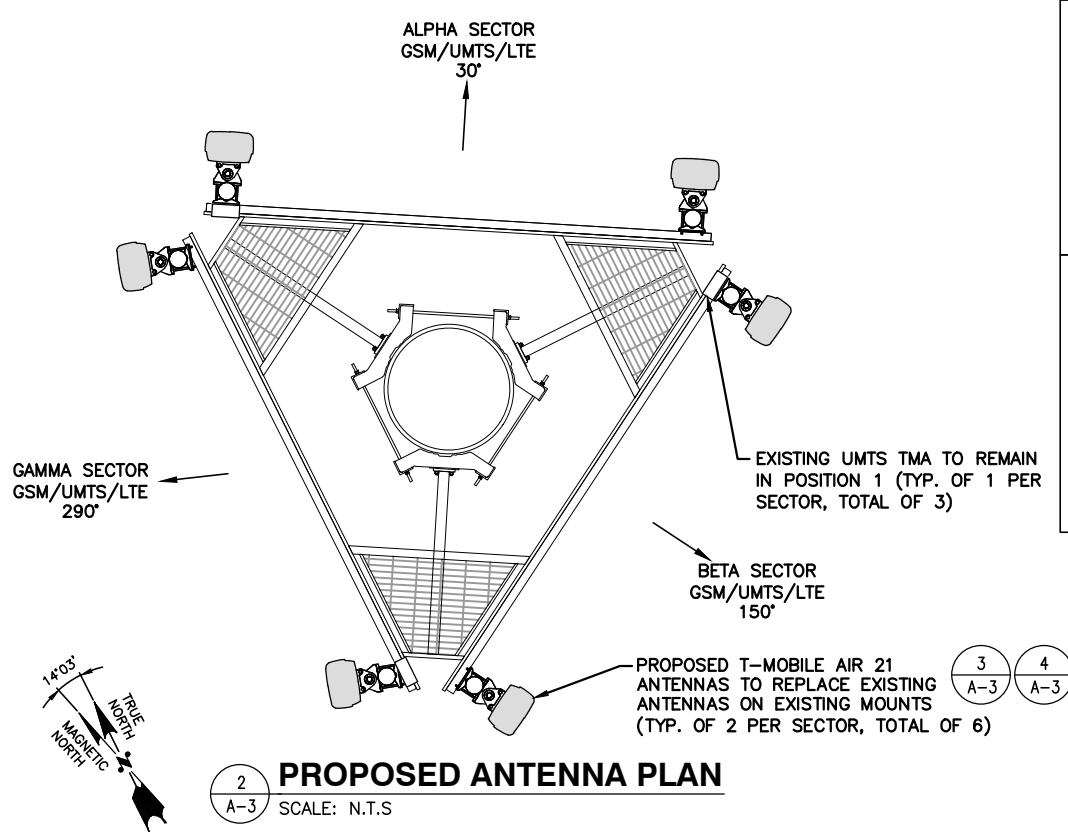 ALPHA SECTOR
GSM/UMTS/LTE
30°
GAMMA SECTOR
GSM/UMTS/LTE
290°
EXISTING UMTS TMA TO REMAIN
IN POSITION 1 (TYP. OF 1 PER
SECTOR, TOTAL OF 3)
BETA SECTOR
GSM/UMTS/LTE
150°
PROPOSED T-MOBILE AIR 21
ANTENNAS TO REPLACE EXISTING
ANTENNAS ON EXISTING MOUNTS
(TYP. OF 2 PER SECTOR, TOTAL OF 6)
3
A-3
4
A-3
14°03'
TRUE
NORTH
MAGNETIC
NORTH
N
2
A-3
PROPOSED ANTENNA PLAN
SCALE: N.T.S